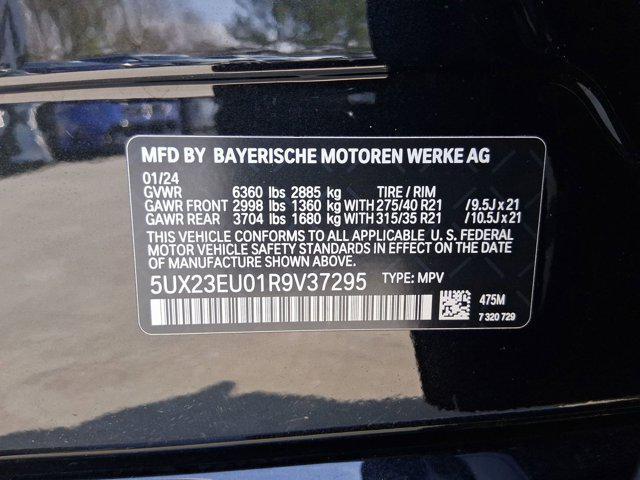 MFD BY BAYERISCHE MOTOREN WERKE AG
01/24
GVWR 6360 lbs 2885 kg TIRE / RIM
GAWR FRONT 2998 lbs 1360 kg WITH 275/40 R21 /9.5J x 21
GAWR REAR 3704 lbs 1680 kg WITH 315/35 R21 /10.5J x 21
THIS VEHICLE CONFORMS TO ALL APPLICABLE U. S. FEDERAL
MOTOR VEHICLE SAFETY STANDARDS IN EFFECT ON THE DATE
OF MANUFACTURE SHOWN ABOVE.
5UX23EU01R9V37295 TYPE: MPV
475M
7 320 729